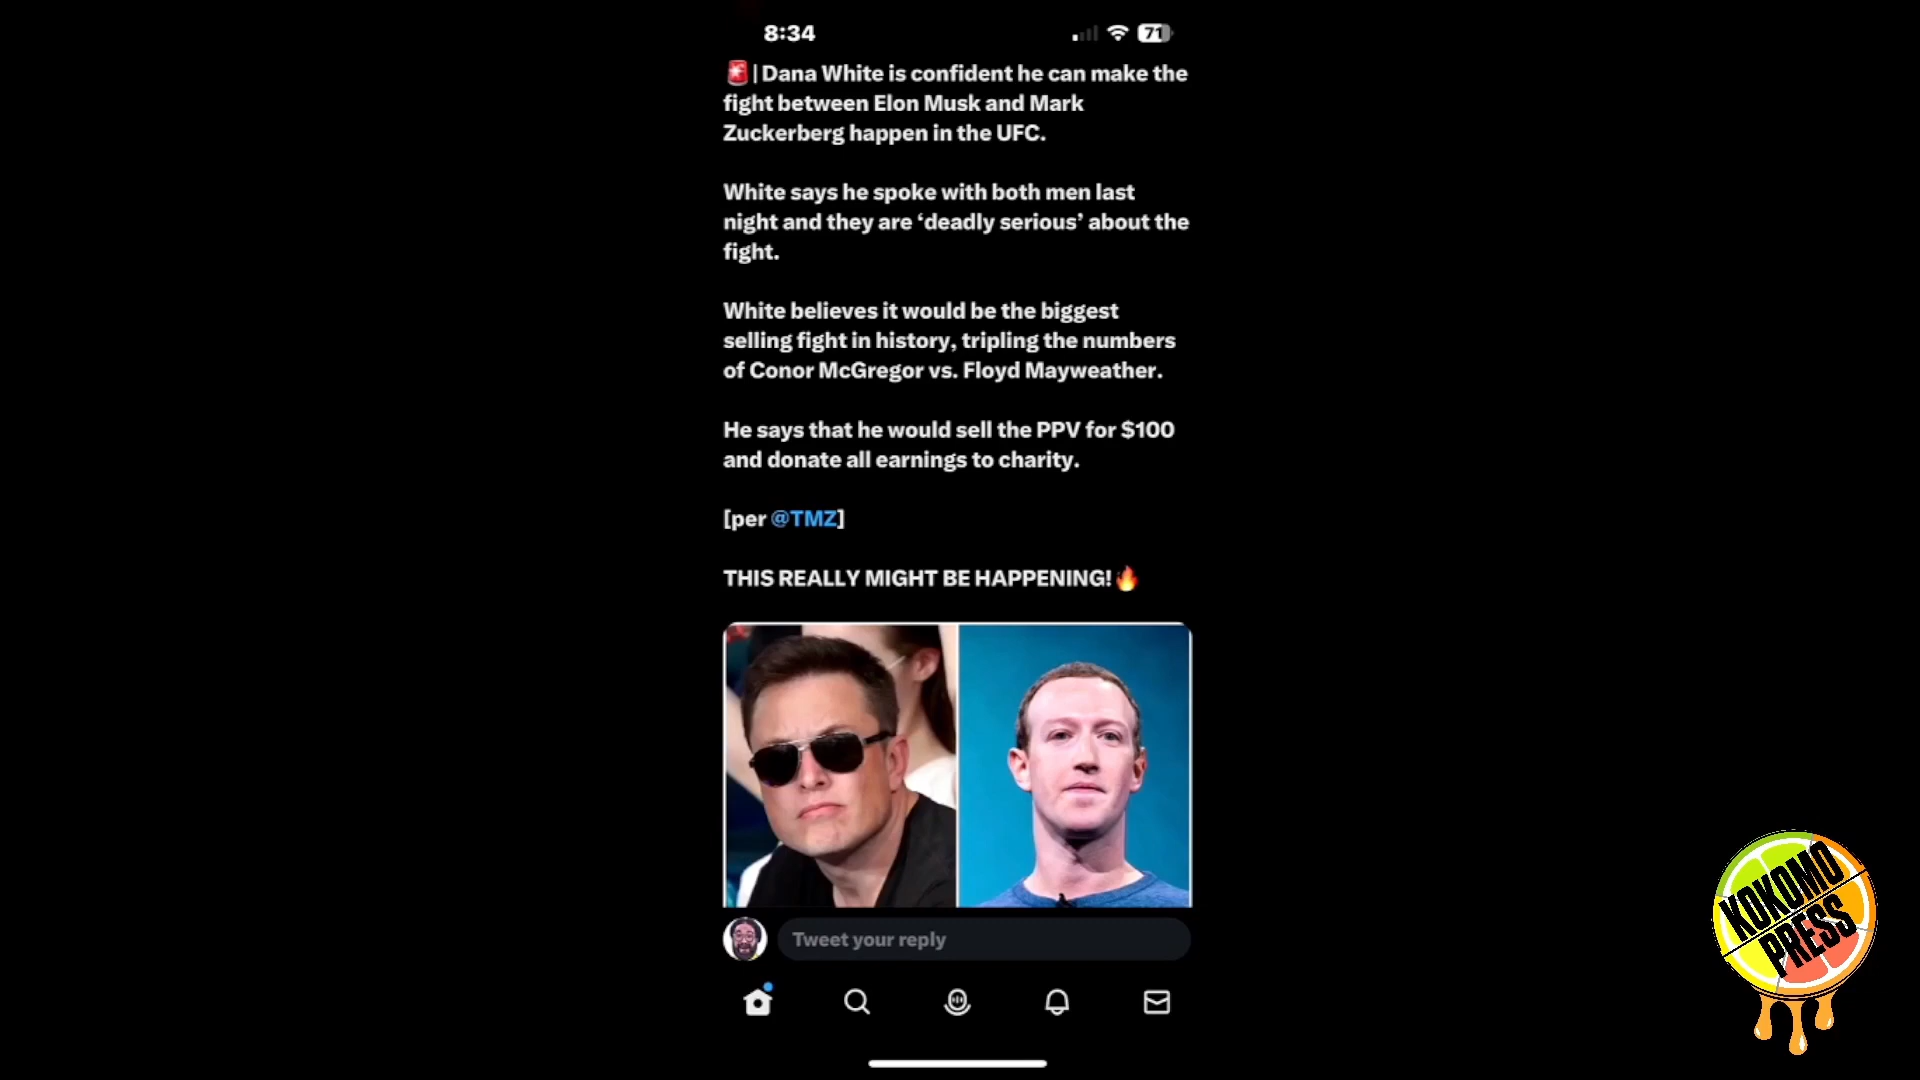 8:34
71
🚨|Dana White is confident he can make the
fight between Elon Musk and Mark
Zuckerberg happen in the UFC.
White says he spoke with both men last
night and they are ‘deadly serious’ about the
fight.
White believes it would be the biggest
selling fight in history, tripling the numbers
of Conor McGregor vs. Floyd Mayweather.
He says that he would sell the PPV for $100
and donate all earnings to charity.
[per @TMZ]
THIS REALLY MIGHT BE HAPPENING!🔥
Tweet your reply
KOKOMO
PRESS